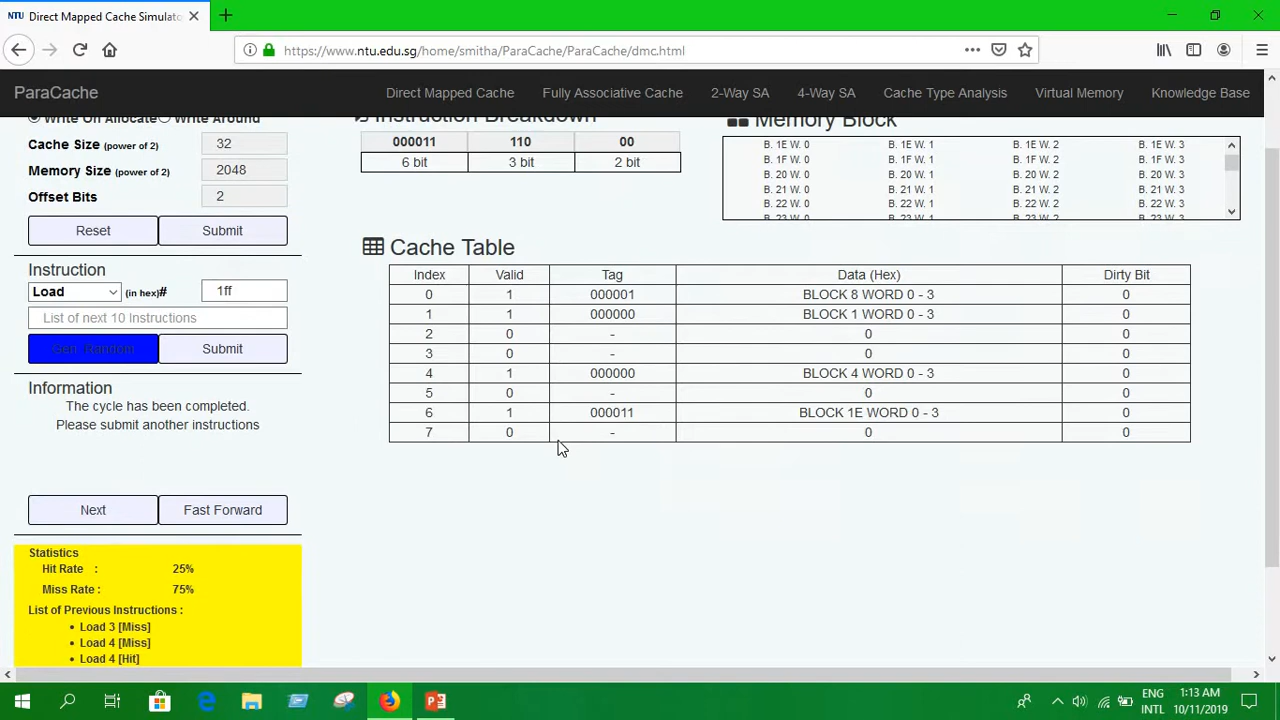 NTU Direct Mapped Cache Simulato
https://www.ntu.edu.sg/home/smitha/ParaCache/ParaCache/dmc.html
ParaCache Direct Mapped Cache Fully Associative Cache 2-Way SA 4-Way SA Cache Type Analysis Virtual Memory Knowledge Base
Write On Allocate Write Around
Cache Size (power of 2) 32
Memory Size (power of 2) 2048
Offset Bits 2
Reset Submit
Instruction
Load (in hex)# 1ff
List of next 10 Instructions
Gen. Random Submit
Information
The cycle has been completed.
Please submit another instructions
Next Fast Forward
Statistics
Hit Rate : 25%
Miss Rate : 75%
List of Previous Instructions :
• Load 3 [Miss]
• Load 4 [Miss]
• Load 4 [Hit]
Instruction Breakdown
000011 110 00
6 bit 3 bit 2 bit
Memory Block
B. 1E W. 0 B. 1E W. 1 B. 1E W. 2 B. 1E W. 3
B. 1F W. 0 B. 1F W. 1 B. 1F W. 2 B. 1F W. 3
B. 20 W. 0 B. 20 W. 1 B. 20 W. 2 B. 20 W. 3
B. 21 W. 0 B. 21 W. 1 B. 21 W. 2 B. 21 W. 3
B. 22 W. 0 B. 22 W. 1 B. 22 W. 2 B. 22 W. 3
B. 23 W. 0 B. 23 W. 1 B. 23 W. 2 B. 23 W. 3
Cache Table
Index Valid Tag Data (Hex) Dirty Bit
0 1 000001 BLOCK 8 WORD 0 - 3 0
1 1 000000 BLOCK 1 WORD 0 - 3 0
2 0 - 0 0
3 0 - 0 0
4 1 000000 BLOCK 4 WORD 0 - 3 0
5 0 - 0 0
6 1 000011 BLOCK 1E WORD 0 - 3 0
7 0 - 0 0
ENG
INTL
1:13 AM
10/11/2019